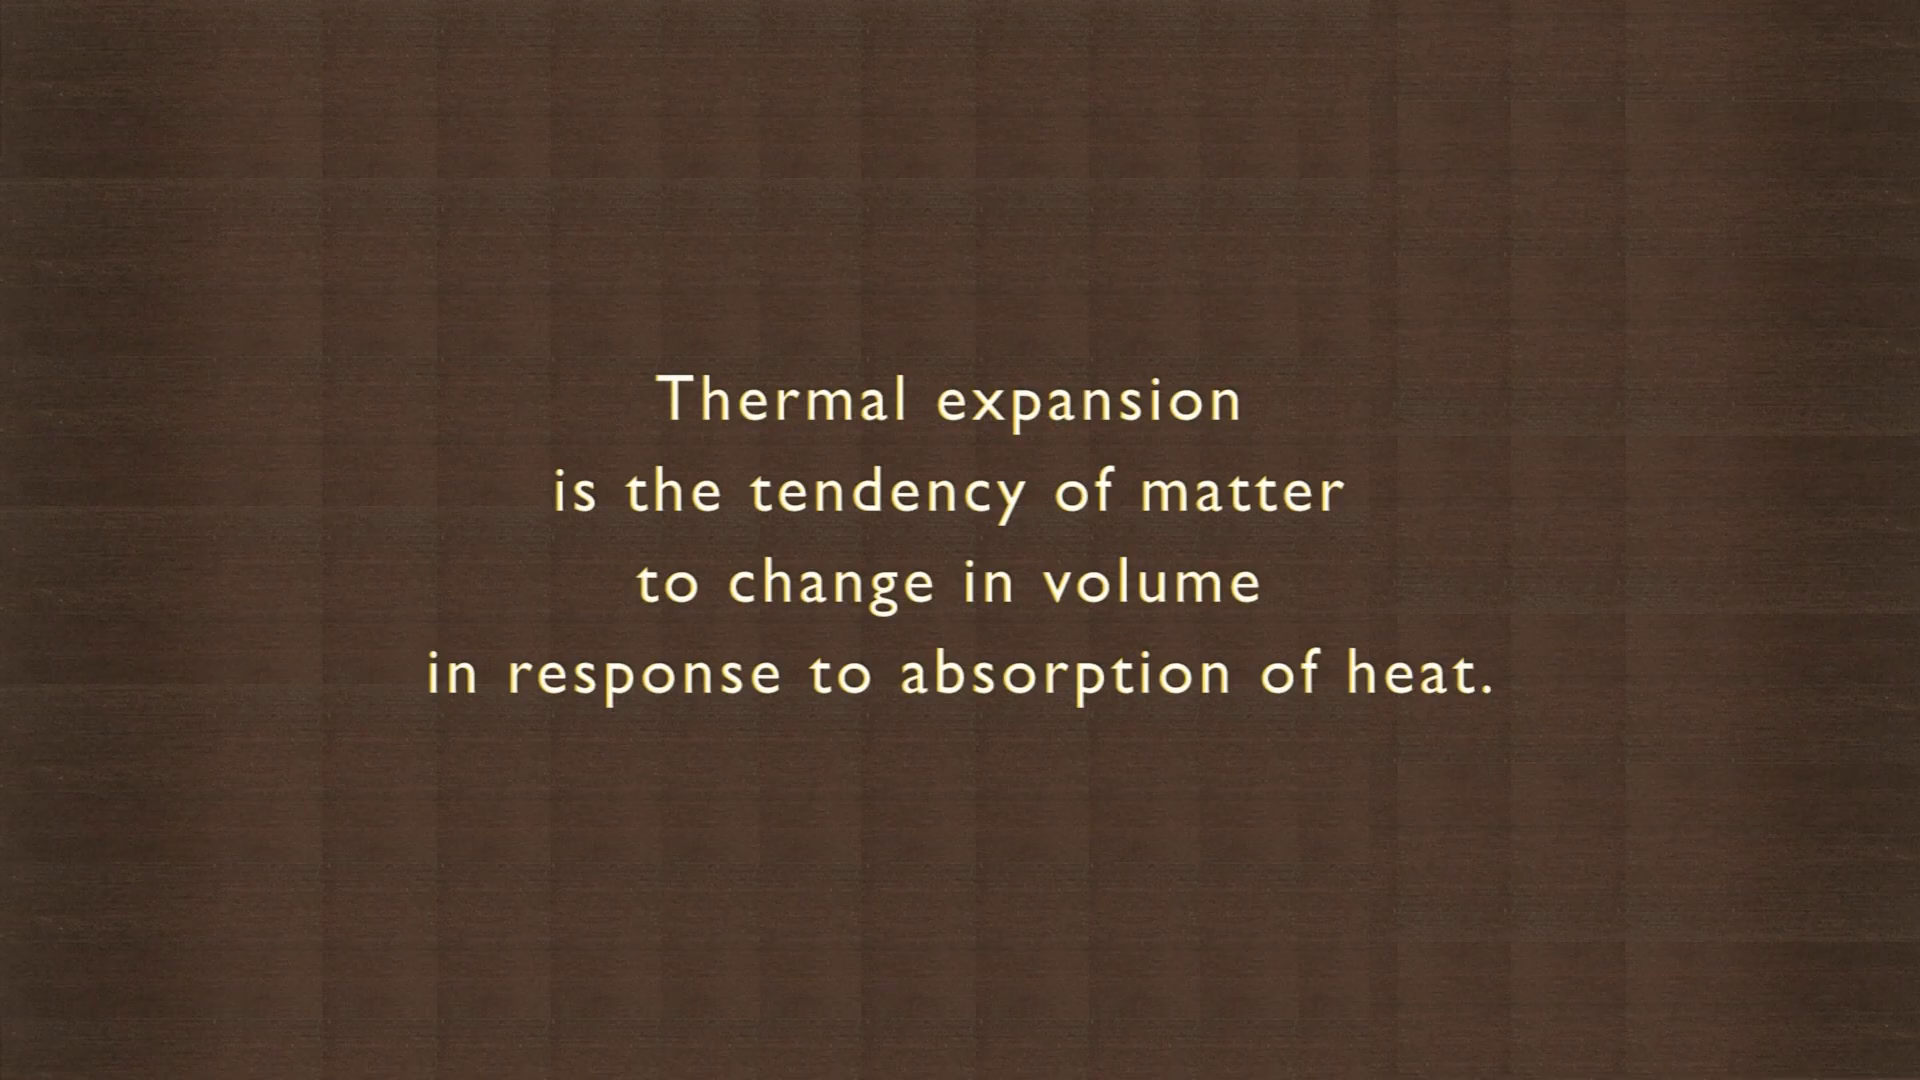 Thermal expansion
is the tendency of matter
to change in volume
in response to absorption of heat.